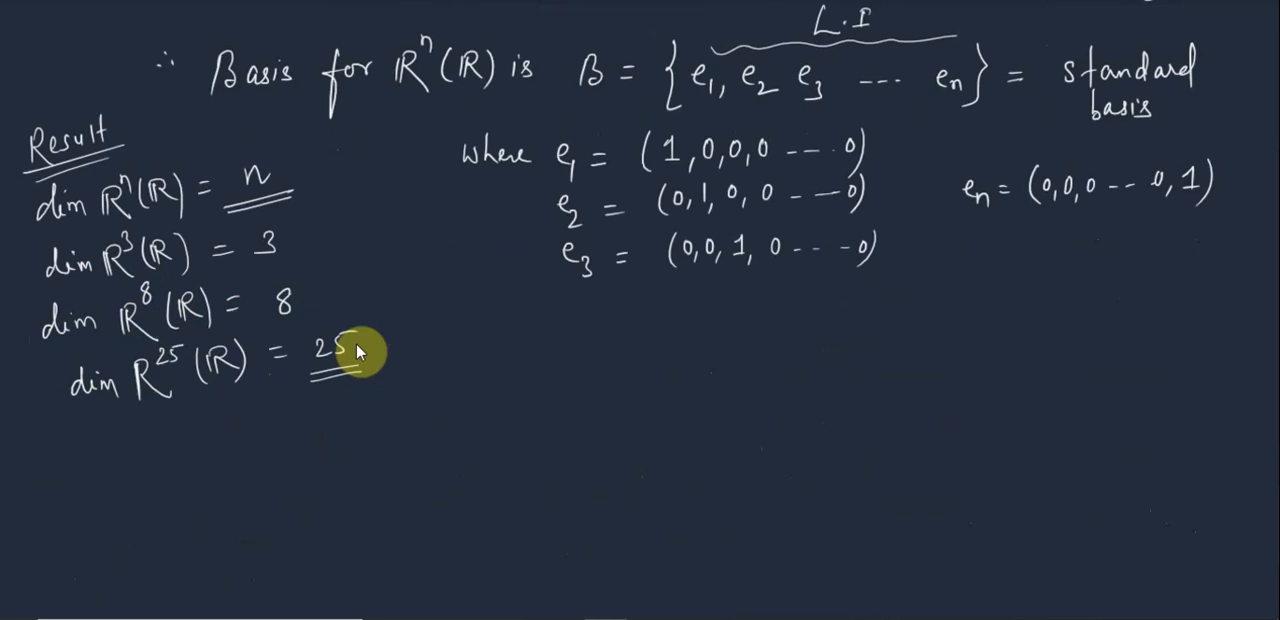 L.I
∴ Basis for ℝⁿ(ℝ) is B = {e₁, e₂ e₃ --- eₙ} = standard basis
Result
dim ℝⁿ(ℝ) = n
dim ℝ³(ℝ) = 3
dim ℝ⁸(ℝ) = 8
dim ℝ²⁵(ℝ) = 25
where e₁ = (1,0,0,0 --- 0)
e₂ = (0,1,0,0 --- 0)
e₃ = (0,0,1,0 --- 0)
eₙ = (0,0,0 -- 0,1)